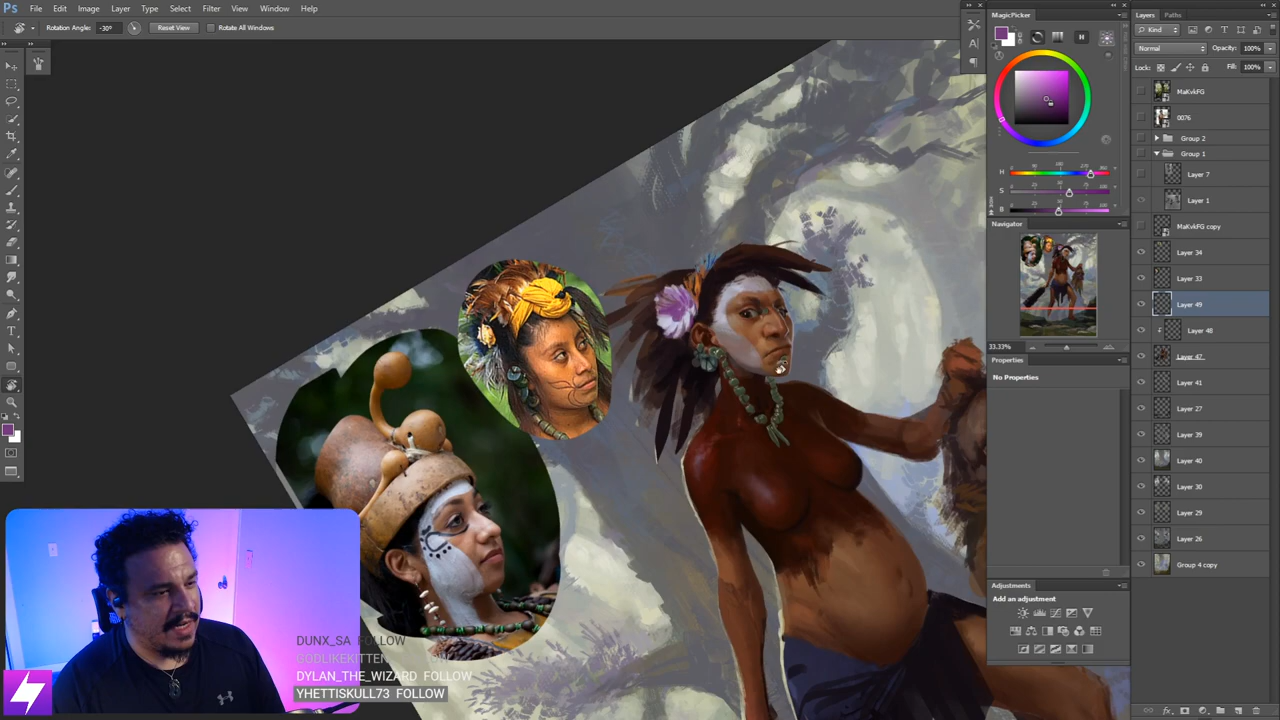 Ps File Edit Image Layer Type Select Filter View Window Help
Rotation Angle: -30° Reset View Rotate All Windows
MagicPicker
H
H
S
B
Navigator
33.33%
Properties
No Properties
Adjustments
Add an adjustment
Layers Paths
Kind
Normal Opacity: 100%
Lock: Fill: 100%
MaKvkFG
0076
Group 2
Group 1
Layer 7
Layer 1
MaKvkFG copy
Layer 34
Layer 33
Layer 49
Layer 48
Layer 47
Layer 41
Layer 27
Layer 39
Layer 40
Layer 30
Layer 29
Layer 26
Group 4 copy
DUNX_SA FOLLOW
DYLAN_THE_WIZARD FOLLOW
YHETTISKULL73 FOLLOW